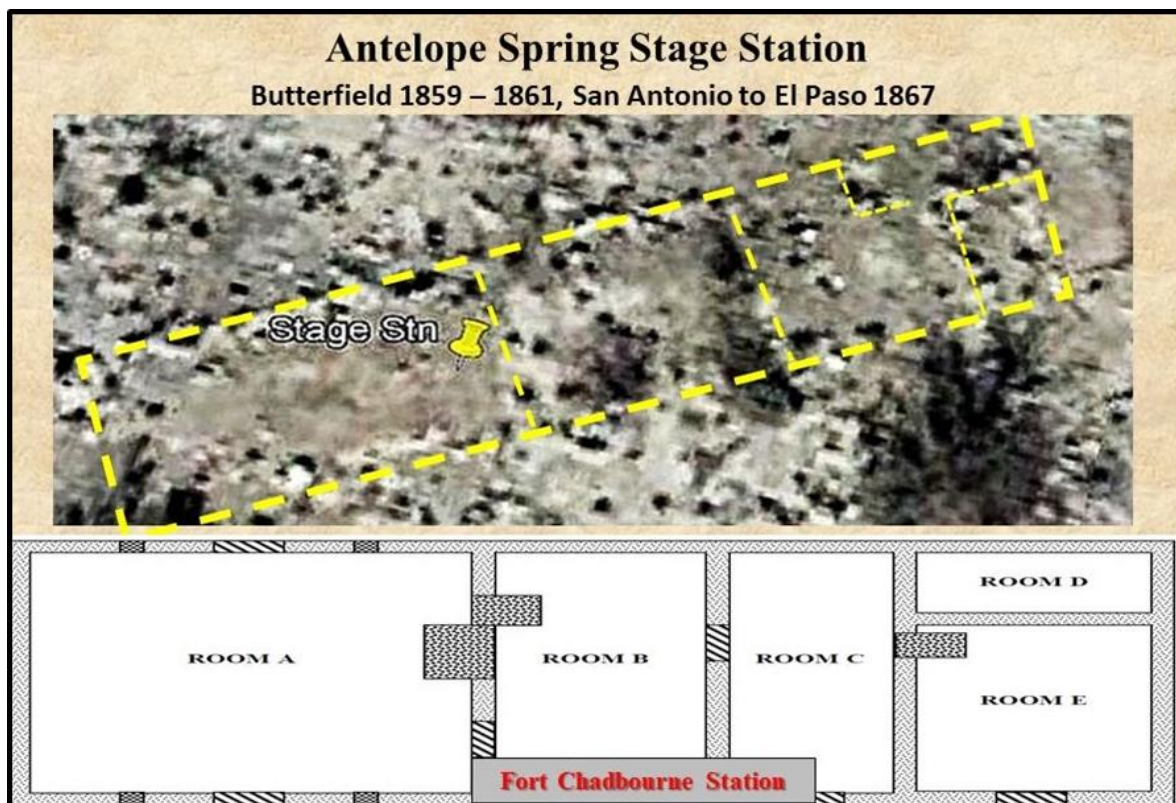 Antelope Spring Stage Station
Butterfield 1859 – 1861, San Antonio to El Paso 1867
Stage Stn
ROOM A
ROOM B
ROOM C
ROOM D
ROOM E
Fort Chadbourne Station